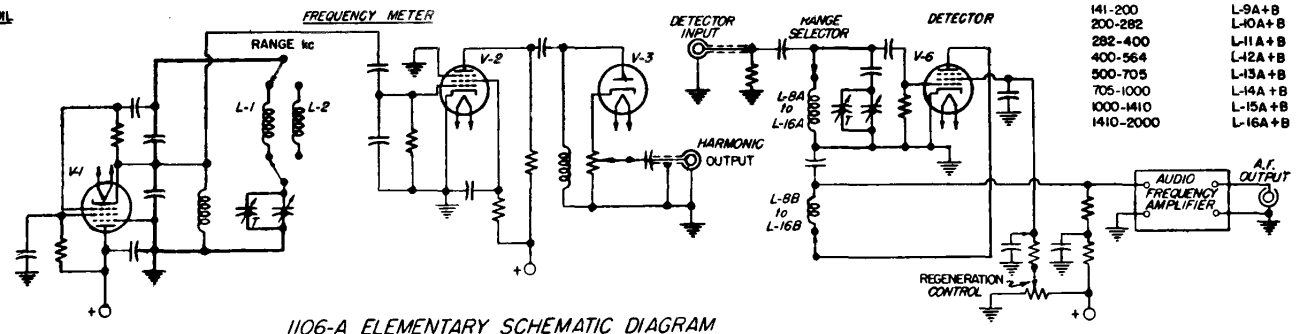 FREQUENCY METER
RANGE kc
L-1
L-2
V-1
T
+
V-2
+
V-3
HARMONIC
OUTPUT
DETECTOR
INPUT
RANGE
SELECTOR
DETECTOR
V-6
L-8A
to
L-16A
T
L-8B
to
L-16B
REGENERATION
CONTROL
+
AUDIO
FREQUENCY
AMPLIFIER
A.F.
OUTPUT
141-200 L-9A+B
200-282 L-10A+B
282-400 L-11A+B
400-564 L-12A+B
500-705 L-13A+B
705-1000 L-14A+B
1000-1410 L-15A+B
1410-2000 L-16A+B
1106-A ELEMENTARY SCHEMATIC DIAGRAM